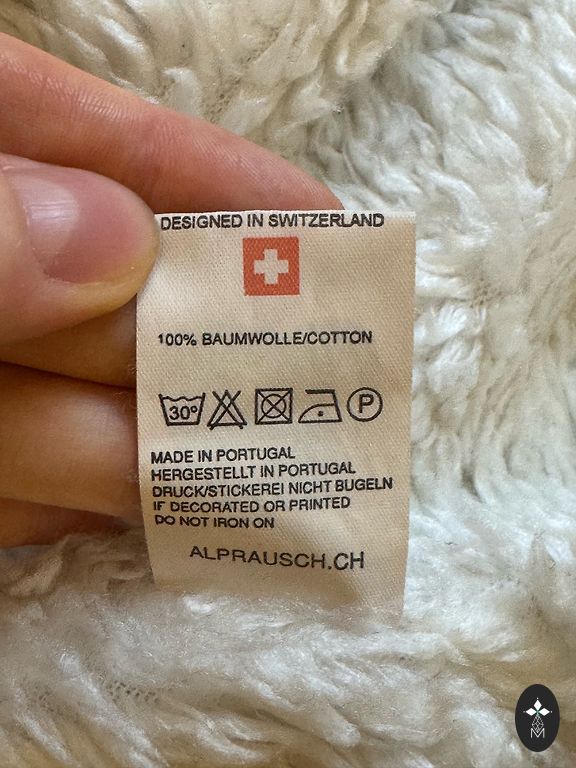 DESIGNED IN SWITZERLAND
100% BAUMWOLLE/COTTON
30° P
MADE IN PORTUGAL
HERGESTELLT IN PORTUGAL
DRUCK/STICKEREI NICHT BUGELN
IF DECORATED OR PRINTED
DO NOT IRON ON
ALPRAUSCH.CH
M